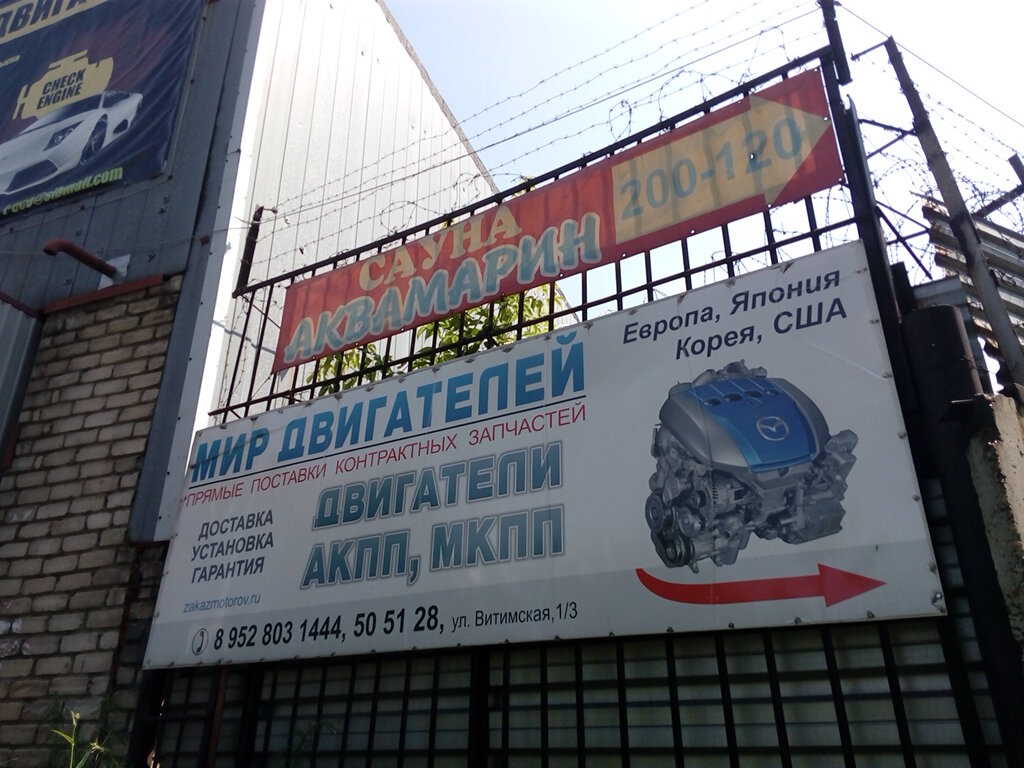 CHECK
ENGINE
САУНА
АКВАМАРИН
200-120
Европа, Япония
Корея, США
МИР ДВИГАТЕЛЕЙ
ПРЯМЫЕ ПОСТАВКИ КОНТРАКТНЫХ ЗАПЧАСТЕЙ
ДВИГАТЕЛИ
АКПП, МКПП
ДОСТАВКА
УСТАНОВКА
ГАРАНТИЯ
zakazmotorov.ru
8 952 803 1444, 50 51 28, ул. Витимская,1/3